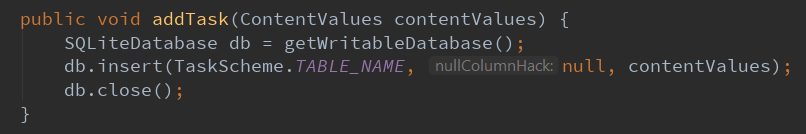 public void addTask(ContentValues contentValues) {
SQLiteDatabase db = getWritableDatabase();
db.insert(TaskScheme.TABLE_NAME, nullColumnHack: null, contentValues);
db.close();
}